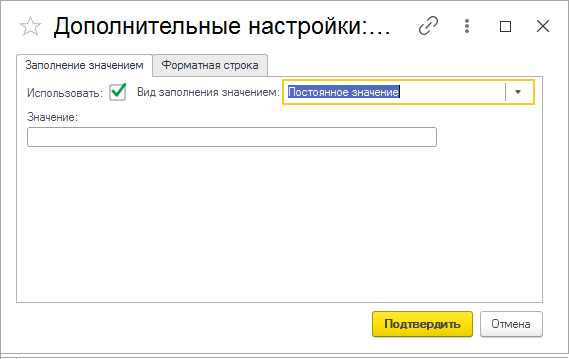 Дополнительные настройки:...
Заполнение значением Форматная строка
Использовать: Вид заполнения значением: Постоянное значение
Значение:
Подтвердить Отмена